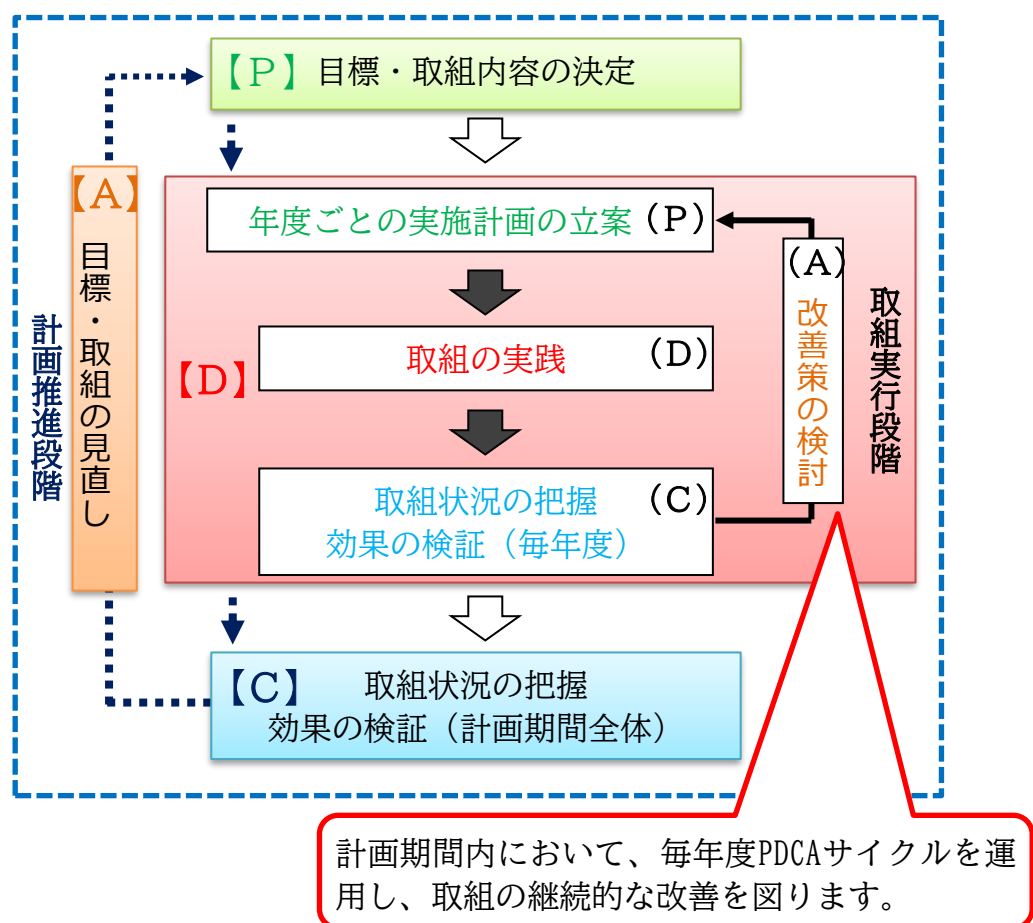 【P】目標・取組内容の決定
【A】目標・取組の見直し
計画推進段階
年度ごとの実施計画の立案（P）
【D】
取組の実践（D）
取組状況の把握（C）
効果の検証（毎年度）
（A）改善策の検討
取組実行段階
【C】取組状況の把握
効果の検証（計画期間全体）
計画期間内において、毎年度PDCAサイクルを運
用し、取組の継続的な改善を図ります。